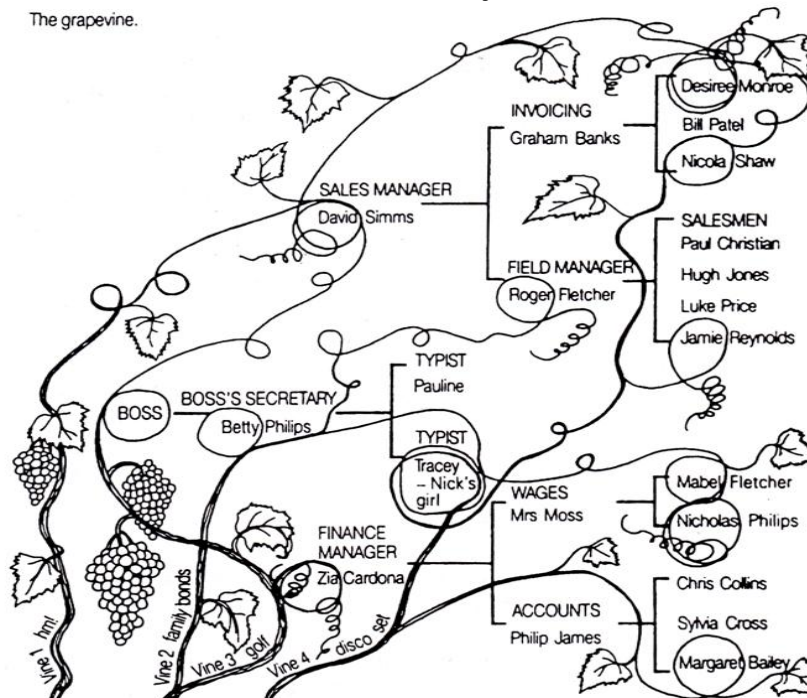 The grapevine.
Desiree Monroe
INVOICING
Graham Banks
Bill Patel
Nicola Shaw
SALES MANAGER
David Simms
SALESMEN
Paul Christian
FIELD MANAGER
Roger Fletcher
Hugh Jones
Luke Price
Jamie Reynolds
TYPIST
Pauline
BOSS
BOSS'S SECRETARY
Betty Philips
TYPIST
Tracey
– Nick's
girl
WAGES
Mrs Moss
Mabel Fletcher
Nicholas Philips
FINANCE
MANAGER
Zia Cardona
Chris Collins
ACCOUNTS
Philip James
Sylvia Cross
Margaret Bailey
Vine 1 hm!
Vine 2 family bonds
Vine 3 golf
Vine 4 disco set